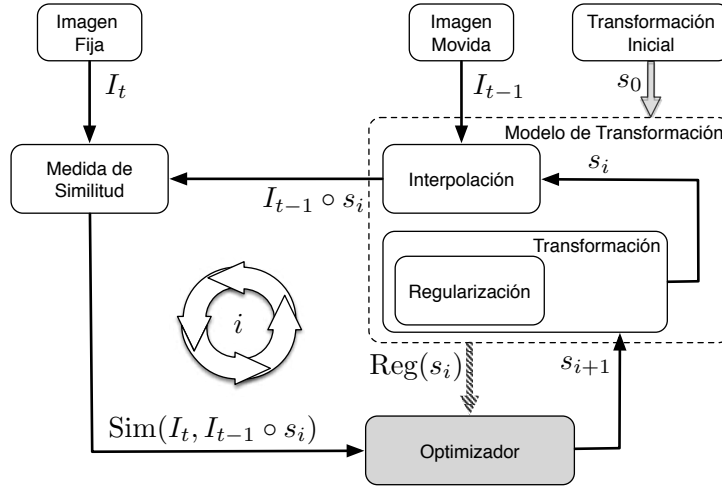 Imagen
Fija
Imagen
Movida
Transformación
Inicial
I_t
I_{t−1}
s_0
Modelo de Transformación
Medida de
Similitud
Interpolación
s_i
I_{t−1} ∘ s_i
Transformación
Regularización
i
Reg(s_i)
s_{i+1}
Sim(I_t, I_{t−1} ∘ s_i)
Optimizador